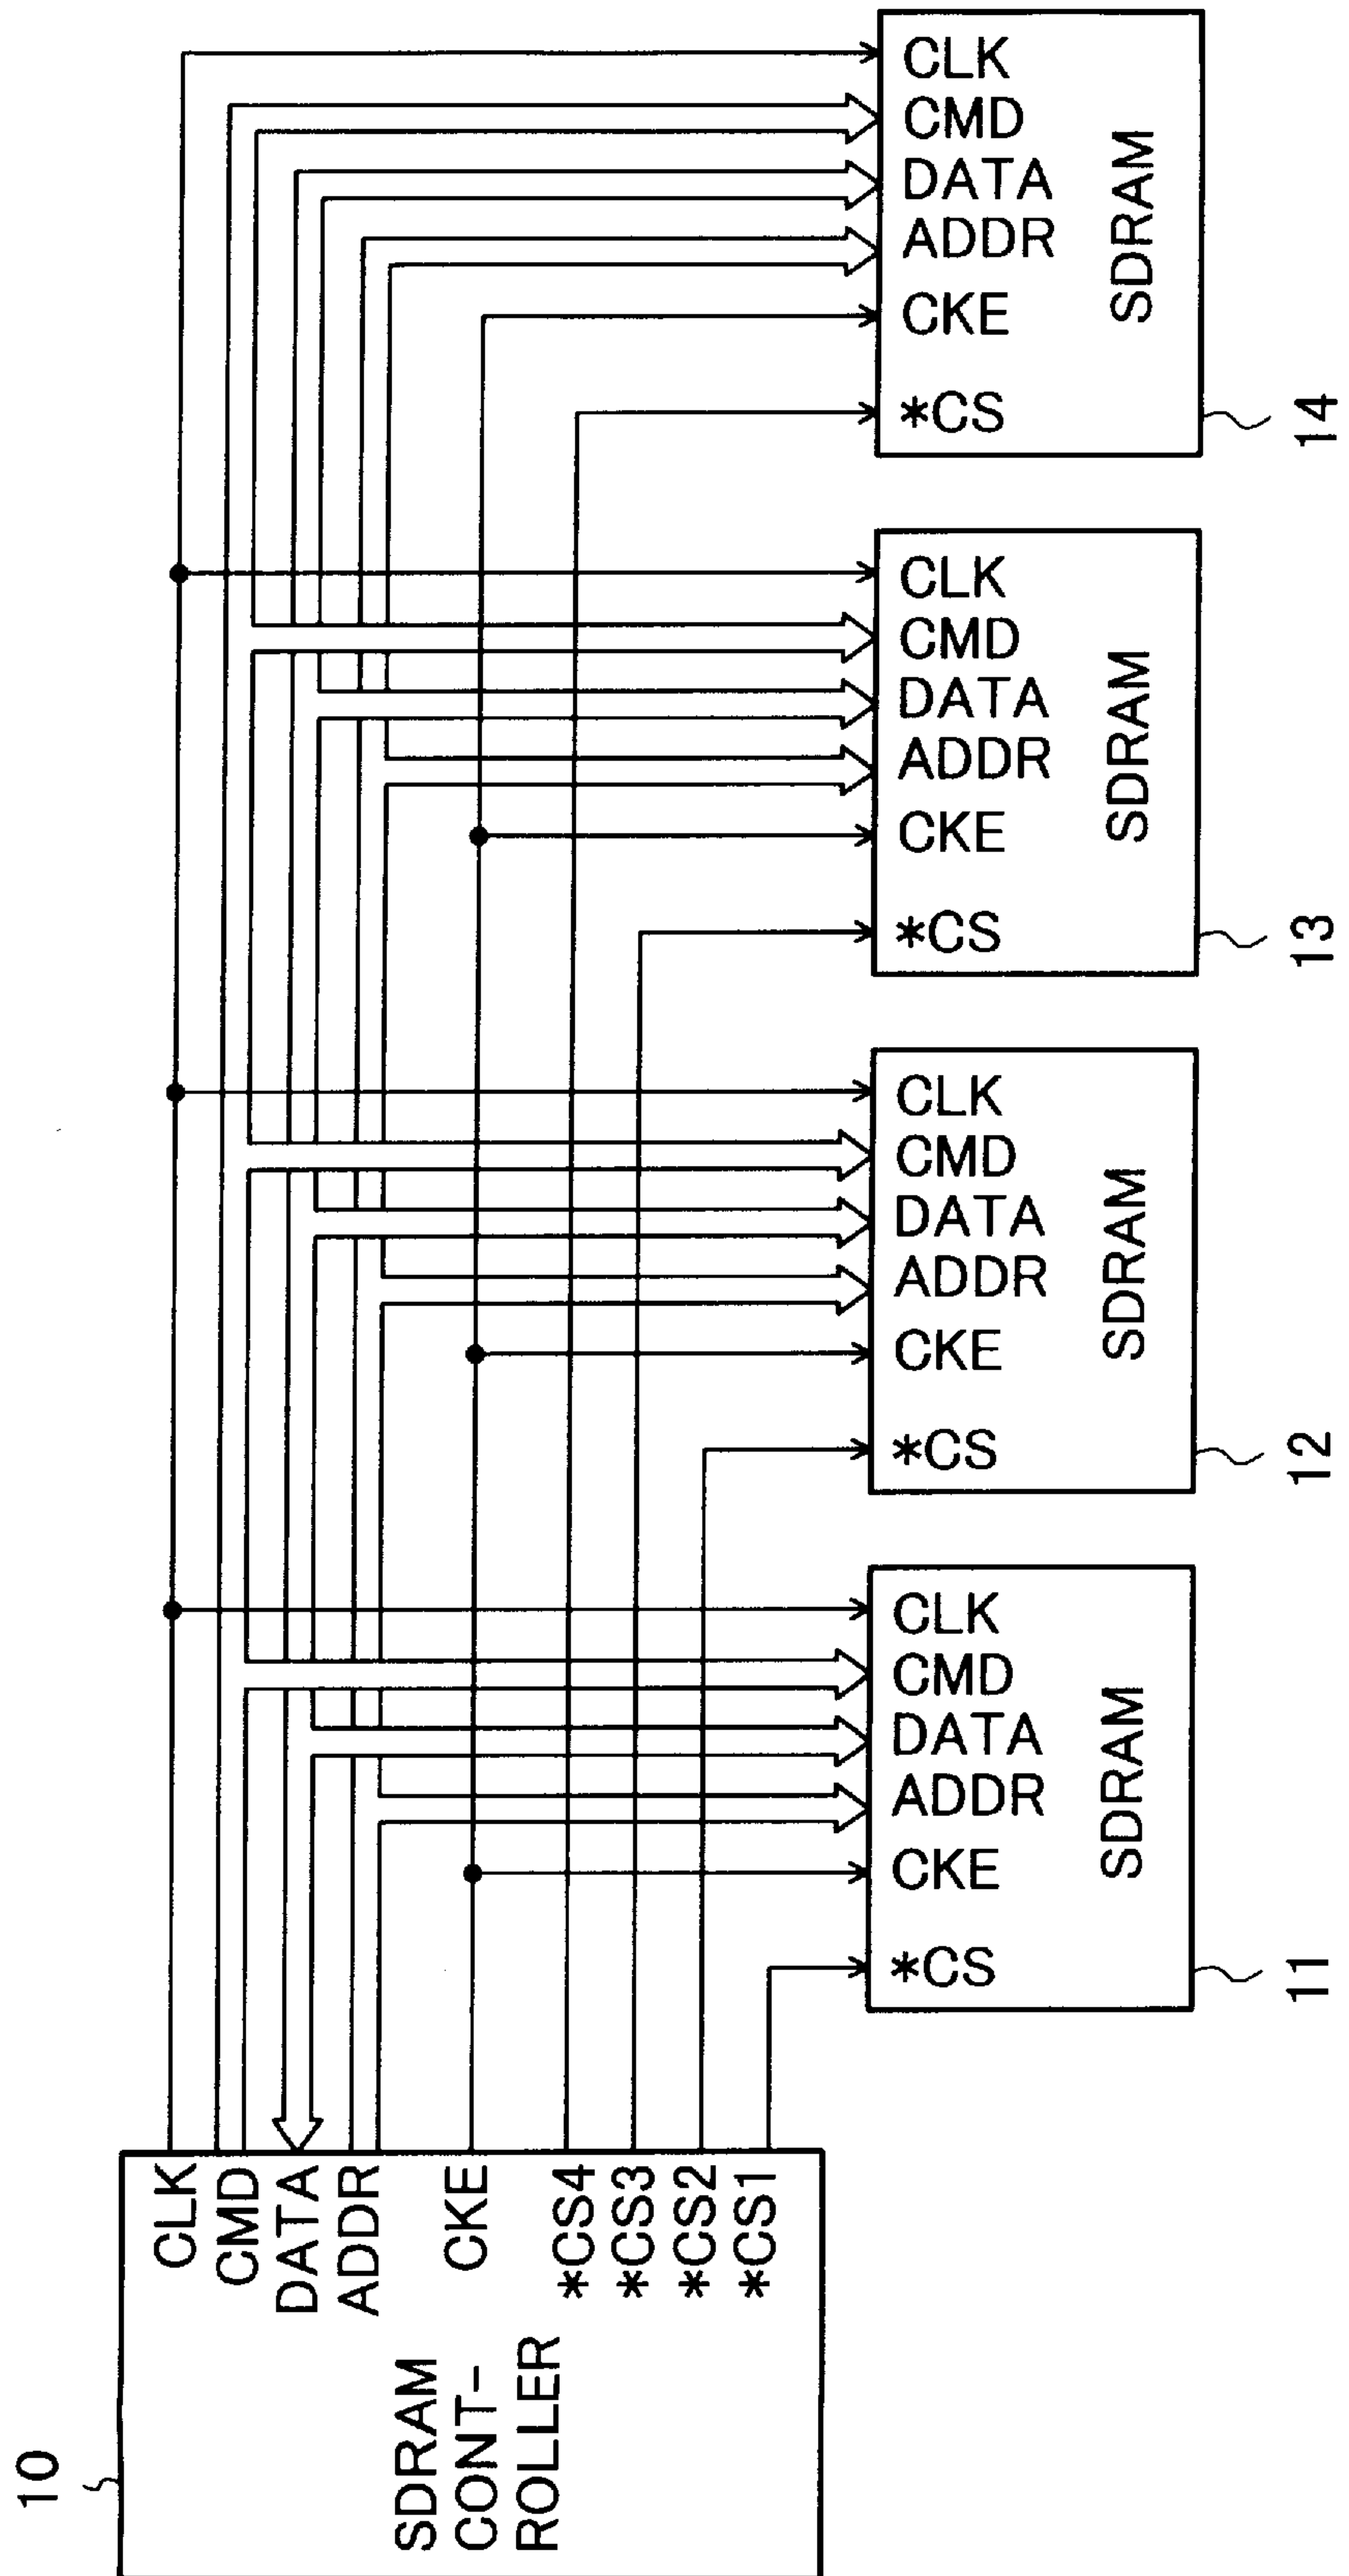 10
SDRAM
CONT-
ROLLER
CLK
CMD
DATA
ADDR
CKE
*CS4
*CS3
*CS2
*CS1
*CS
CKE
ADDR
DATA
CMD
CLK
SDRAM
11
*CS
CKE
ADDR
DATA
CMD
CLK
SDRAM
12
*CS
CKE
ADDR
DATA
CMD
CLK
SDRAM
13
*CS
CKE
ADDR
DATA
CMD
CLK
SDRAM
14